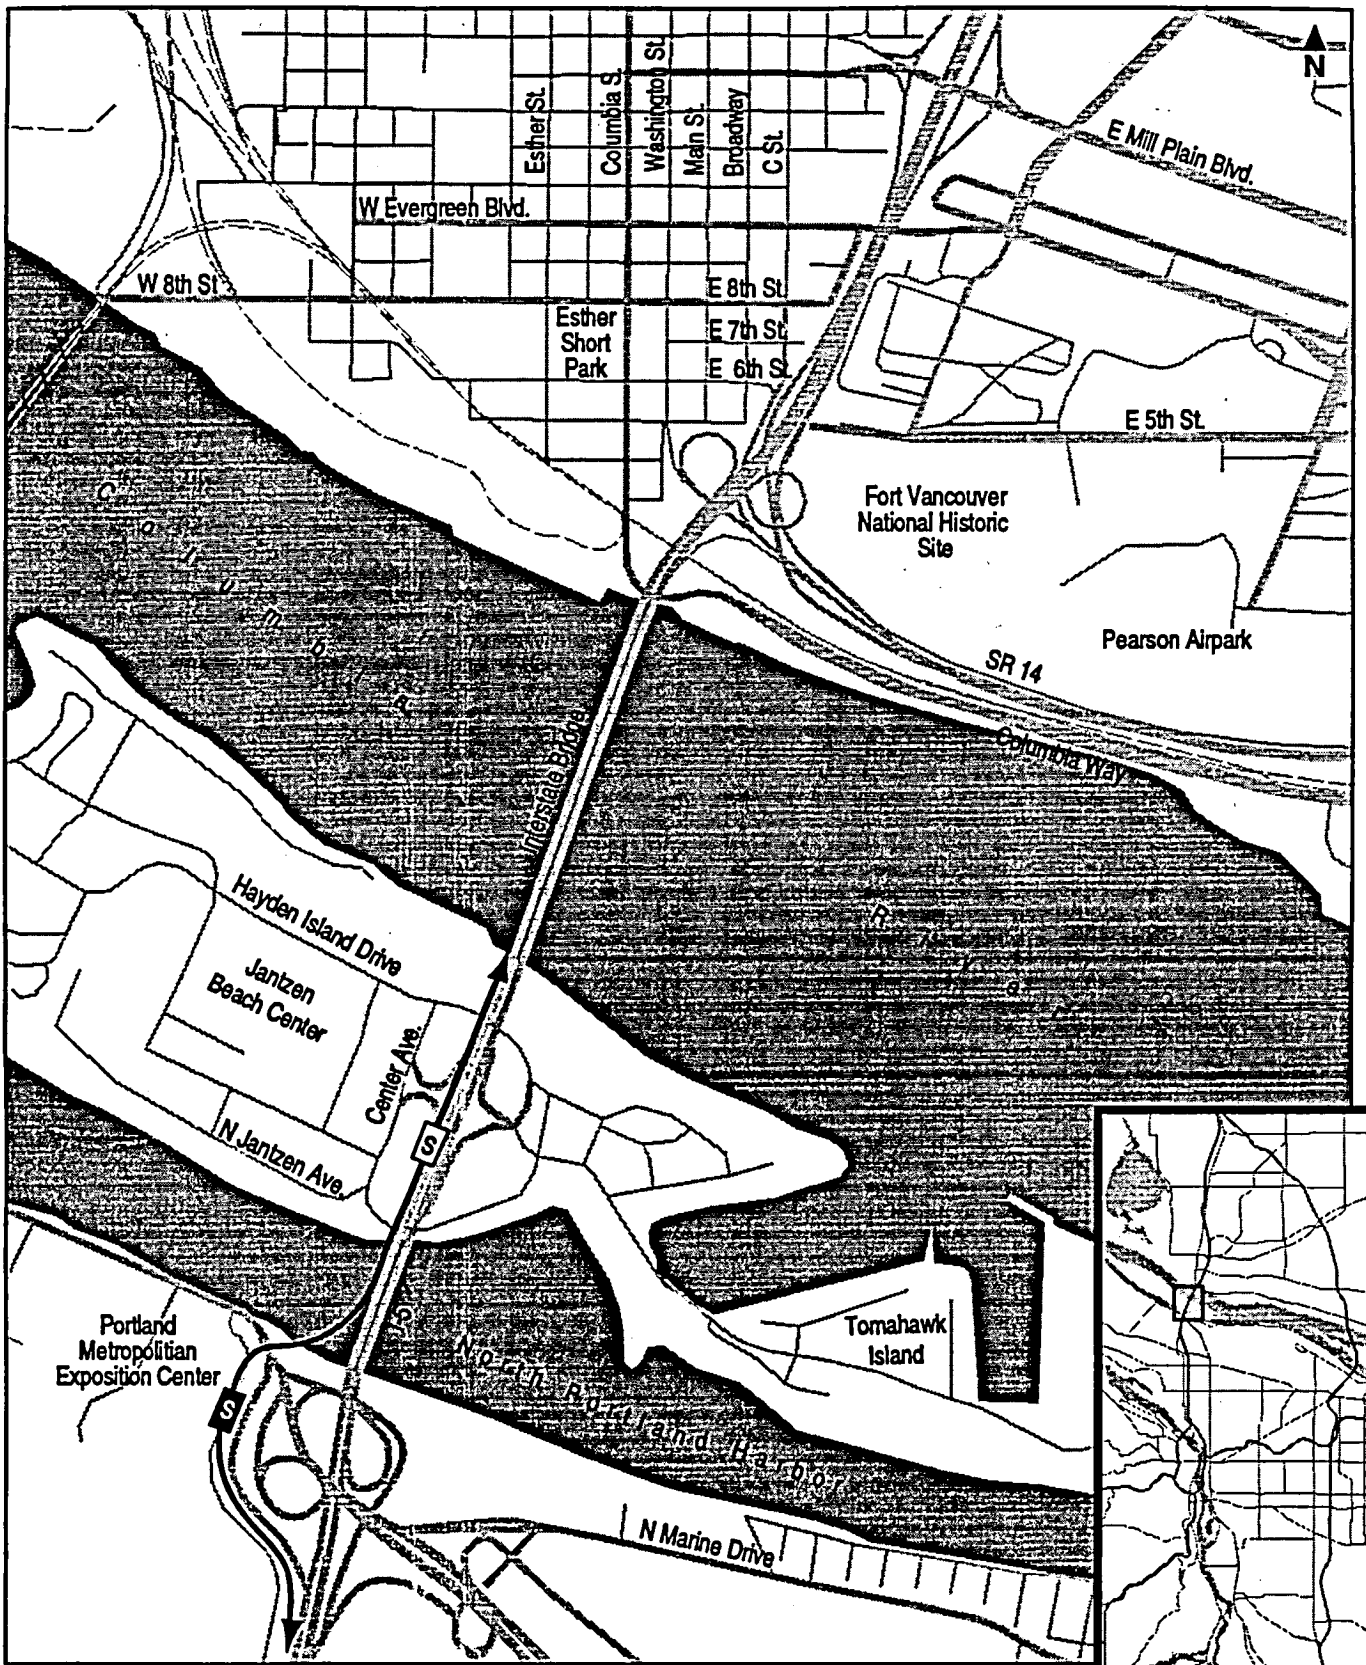 N
Esther St.
Columbia S.
Washington St.
Main St.
Broadway
C St.
E Mill Plain Blvd.
W Evergreen Blvd.
W 8th St
E 8th St.
Esther
Short
Park
E 7th St.
E 6th St.
E 5th St.
Fort Vancouver
National Historic
Site
Columbia
Pearson Airpark
SR 14
Columbia Way
Interstate Bridge
River
Hayden Island Drive
Jantzen
Beach Center
Center Ave.
S
N Jantzen Ave.
Portland
Metropolitian
Exposition Center
S
Tomahawk
Island
North Portland Harbor
N Marine Drive